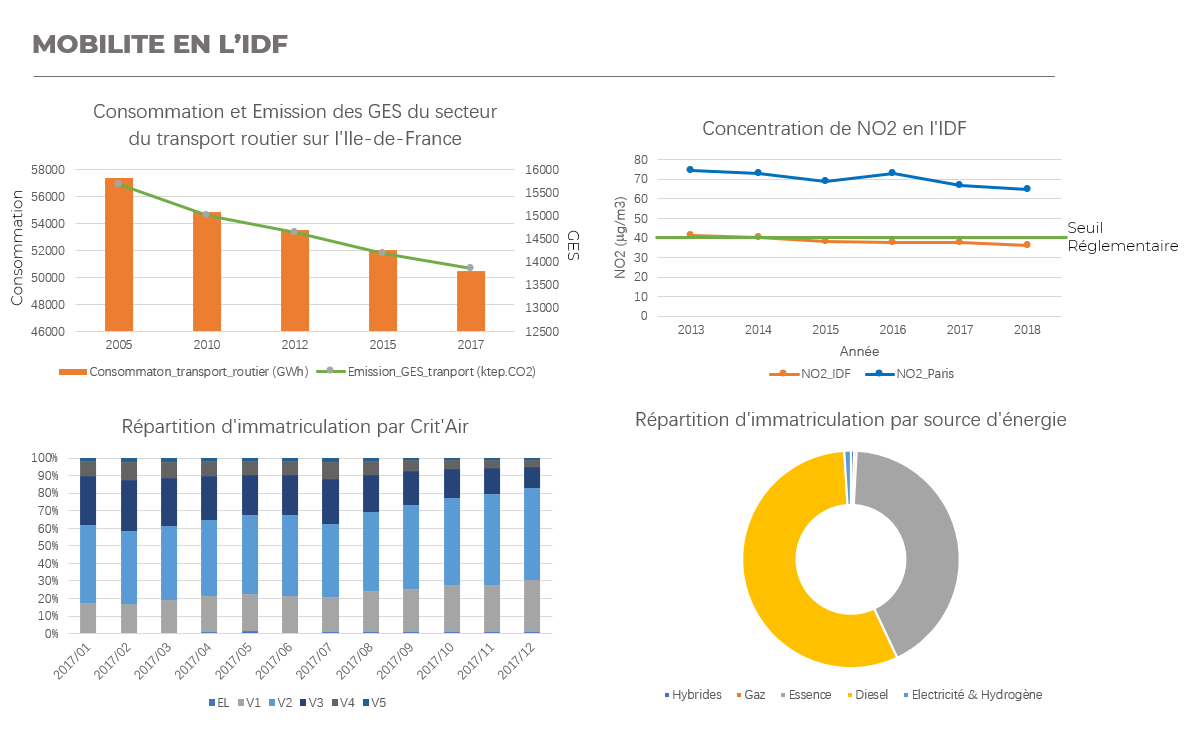 MOBILITE EN L'IDF
Consommation et Emission des GES du secteur
du transport routier sur l'Ile-de-France
Consommation
58000
56000
54000
52000
50000
48000
46000
16000
15500
15000
14500
14000
13500
13000
12500
GES
2005 2010 2012 2015 2017
Consommaton_transport_routier (GWh) Emission_GES_tranport (ktep.CO2)
Concentration de NO2 en l'IDF
NO2 (µg/m3)
80
70
60
50
40
30
20
10
0
Seuil
Réglementaire
2013 2014 2015 2016 2017 2018
Année
NO2_IDF NO2_Paris
Répartition d'immatriculation par Crit'Air
100%
90%
80%
70%
60%
50%
40%
30%
20%
10%
0%
2017/01 2017/02 2017/03 2017/04 2017/05 2017/06 2017/07 2017/08 2017/09 2017/10 2017/11 2017/12
EL V1 V2 V3 V4 V5
Répartition d'immatriculation par source d'énergie
Hybrides Gaz Essence Diesel Electricité & Hydrogène